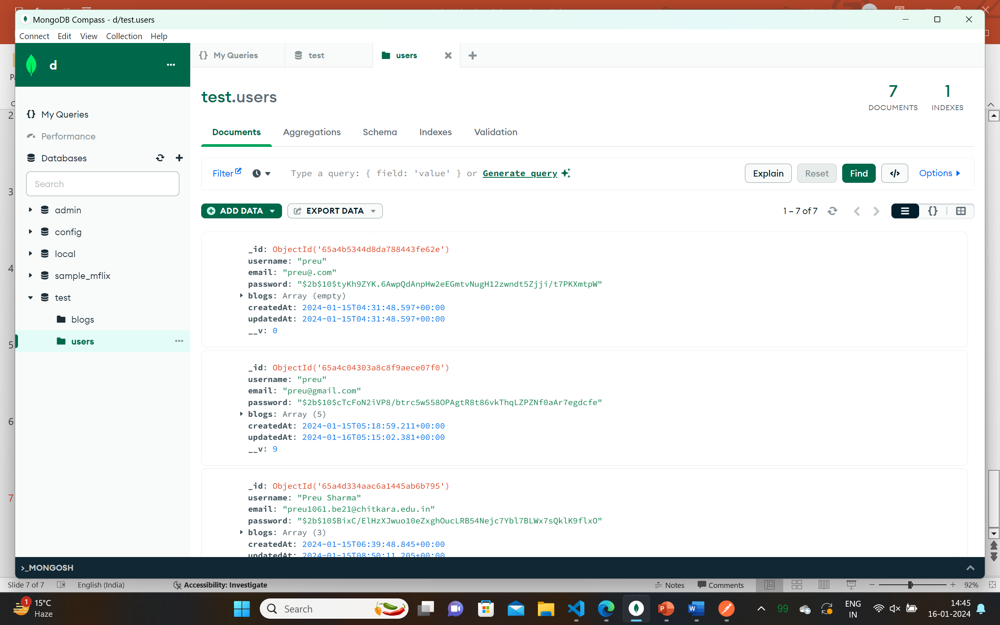 MongoDB Compass - d/test.users
Connect Edit View Collection Help
d
My Queries
test
users
My Queries
Performance
Databases
Search
admin
config
local
sample_mflix
test
blogs
users
test.users
7
DOCUMENTS
1
INDEXES
Documents Aggregations Schema Indexes Validation
Filter
Type a query: { field: 'value' } or Generate query
Explain Reset Find </> Options
ADD DATA EXPORT DATA 1 – 7 of 7
_id: ObjectId('65a4b5344d8da788443fe62e')
username: "preu"
email: "preu@.com"
password: "$2b$10$tyKh9ZYK.6AwpQdAnpHw2eEGmtvNugH12zwndt5Zjji/t7PKXmtpW"
blogs: Array (empty)
createdAt: 2024-01-15T04:31:48.597+00:00
updatedAt: 2024-01-15T04:31:48.597+00:00
__v: 0
_id: ObjectId('65a4c04303a8c8f9aece07f0')
username: "preu"
email: "preu@gmail.com"
password: "$2b$10$cTcFoN2iVP8/btrc5w558OPAgtR8t86vkThqLZPZNf0aAr7egdcfe"
blogs: Array (5)
createdAt: 2024-01-15T05:18:59.211+00:00
updatedAt: 2024-01-16T05:15:02.381+00:00
__v: 9
_id: ObjectId('65a4d334aac6a1445ab6b795')
username: "Preu Sharma"
email: "preu1061.be21@chitkara.edu.in"
password: "$2b$10$BixC/ElHzXJwuo10eZxghOucLRB54Nejc7Ybl7BLWx7sQklK9flxO"
blogs: Array (3)
createdAt: 2024-01-15T06:39:48.845+00:00
updatedAt: 2024-01-15T08:50:11.205+00:00
>_MONGOSH
2
3
4
5
6
7
Slide 7 of 7 English (India) Accessibility: Investigate Notes Comments 92%
1
15°C
Haze
Search
99
ENG
IN
14:45
16-01-2024